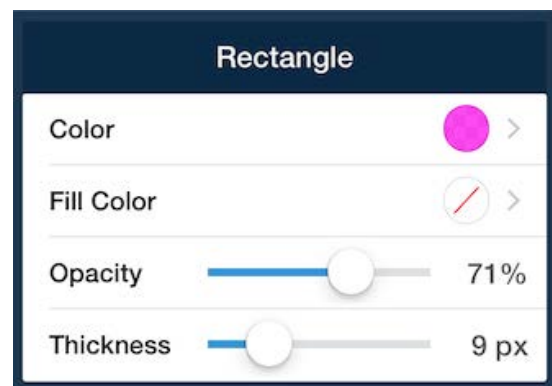 Rectangle
Color
Fill Color
Opacity 71%
Thickness 9 px